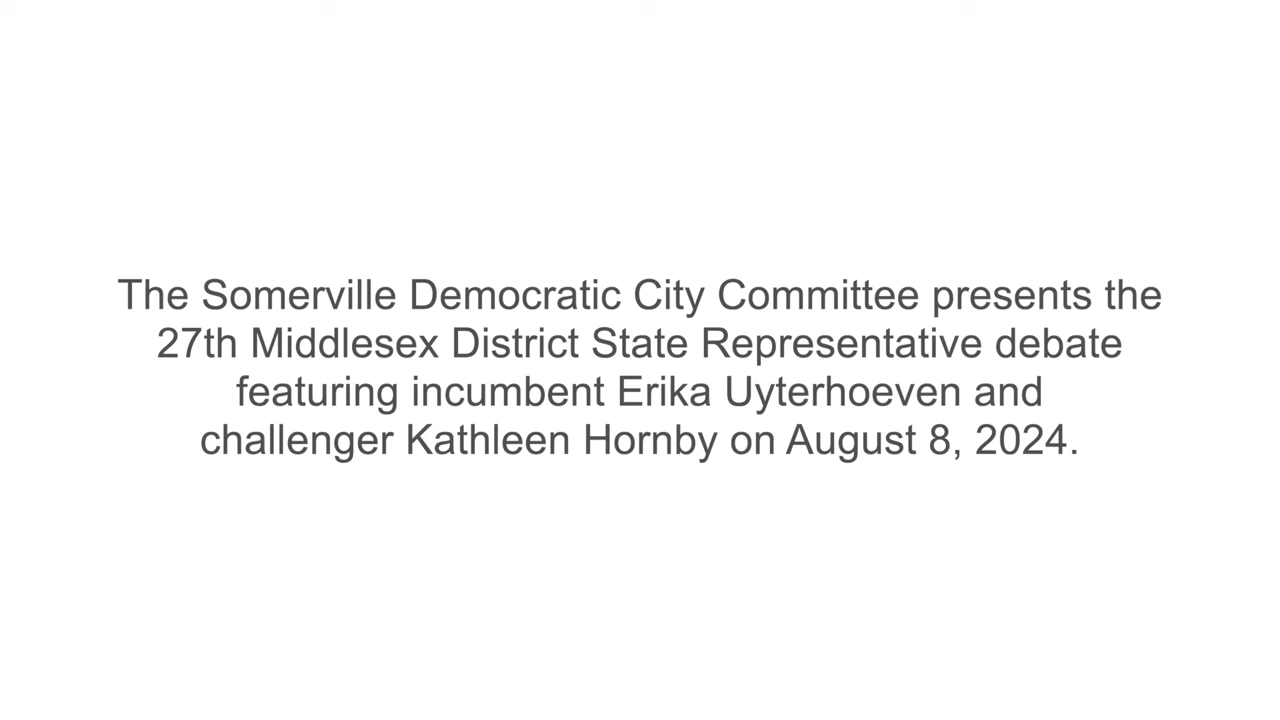 The Somerville Democratic City Committee presents the
27th Middlesex District State Representative debate
featuring incumbent Erika Uyterhoeven and
challenger Kathleen Hornby on August 8, 2024.